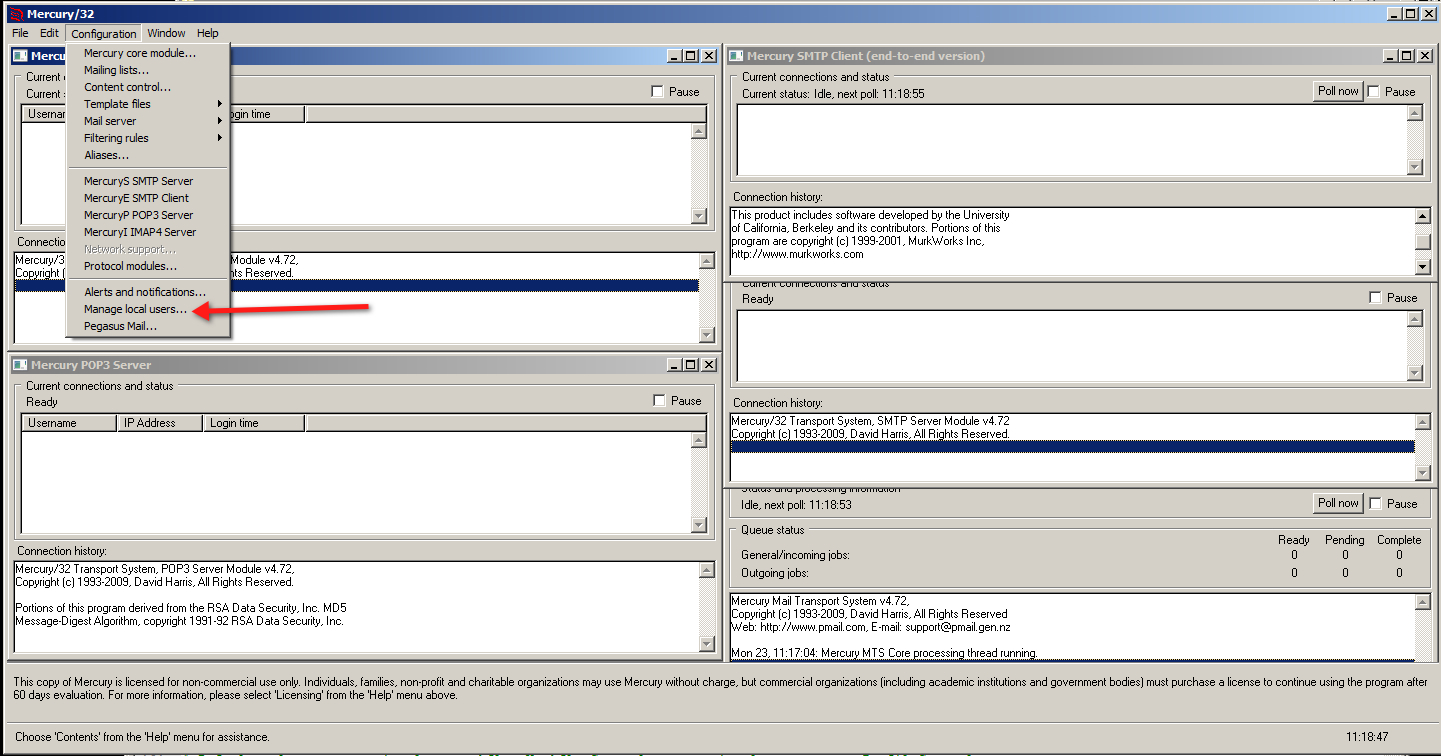 Mercury/32
File Edit Configuration Window Help
Mercu
Current
Current
Pause
Userna
ogin time
Mercury core module...
Mailing lists...
Content control...
Template files
Mail server
Filtering rules
Aliases...
MercuryS SMTP Server
MercuryE SMTP Client
MercuryP POP3 Server
MercuryI IMAP4 Server
Network support...
Protocol modules...
Alerts and notifications...
Manage local users...
Pegasus Mail...
Connectio
Mercury/3 Module v4.72,
Copyright ( hts Reserved.
Mercury SMTP Client (end-to-end version)
Current connections and status
Current status: Idle, next poll: 11:18:55
Poll now Pause
Connection history:
This product includes software developed by the University
of California, Berkeley and its contributors. Portions of this
program are copyright (c) 1999-2001, MurkWorks Inc,
http://www.murkworks.com
Current connections and status
Ready
Pause
Connection history:
Mercury/32 Transport System, SMTP Server Module v4.72
Copyright (c) 1993-2009, David Harris, All Rights Reserved.
Mercury POP3 Server
Current connections and status
Ready
Pause
Username IP Address Login time
Connection history:
Mercury/32 Transport System, POP3 Server Module v4.72,
Copyright (c) 1993-2009, David Harris, All Rights Reserved.
Portions of this program derived from the RSA Data Security, Inc. MD5
Message-Digest Algorithm, copyright 1991-92 RSA Data Security, Inc.
Status and processing information
Idle, next poll: 11:18:53
Poll now Pause
Queue status
Ready Pending Complete
General/incoming jobs: 0 0 0
Outgoing jobs: 0 0 0
Mercury Mail Transport System v4.72,
Copyright (c) 1993-2009, David Harris, All Rights Reserved
Web: http://www.pmail.com, E-mail: support@pmail.gen.nz
Mon 23, 11:17:04: Mercury MTS Core processing thread running.
This copy of Mercury is licensed for non-commercial use only. Individuals, families, non-profit and charitable organizations may use Mercury without charge, but commercial organizations (including academic institutions and government bodies) must purchase a license to continue using the program after
60 days evaluation. For more information, please select 'Licensing' from the 'Help' menu above.
Choose 'Contents' from the 'Help' menu for assistance.
11:18:47